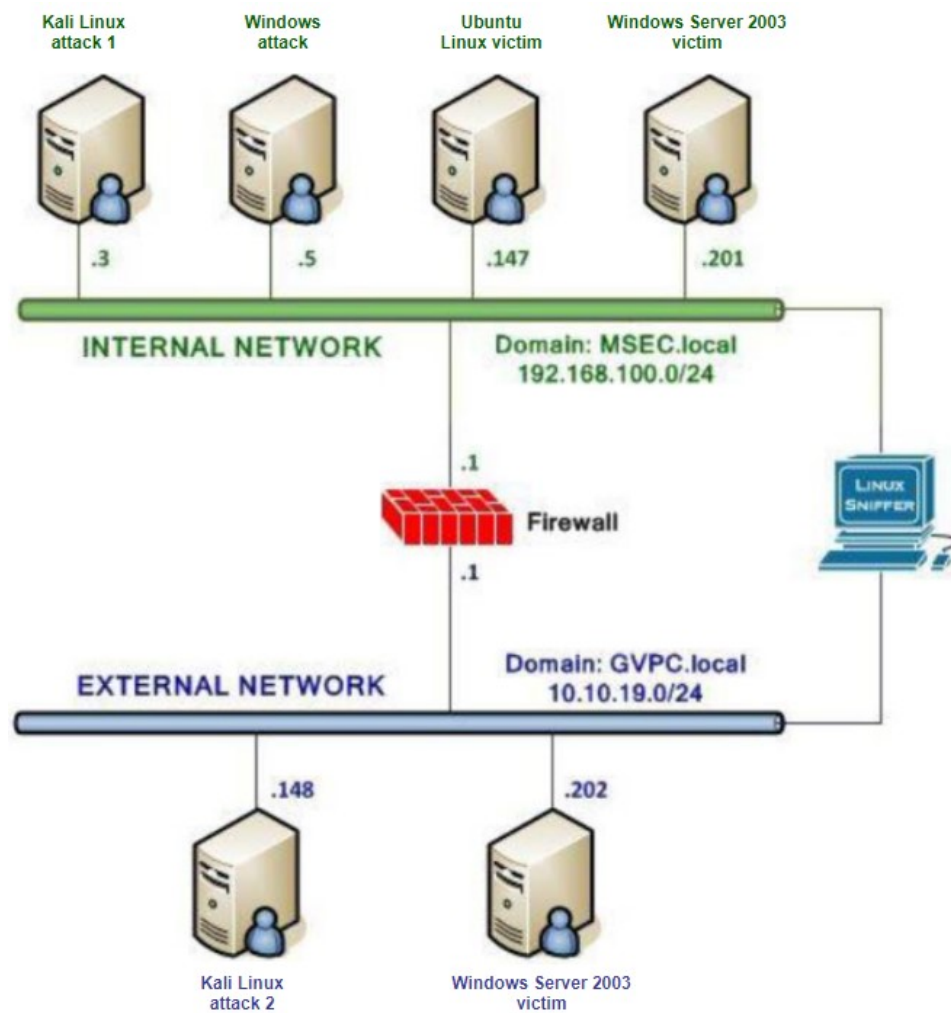 Kali Linux
attack 1
Windows
attack
Ubuntu
Linux victim
Windows Server 2003
victim
.3
.5
.147
.201
INTERNAL NETWORK
Domain: MSEC.local
192.168.100.0/24
.1
Firewall
.1
LINUX
SNIFFER
EXTERNAL NETWORK
Domain: GVPC.local
10.10.19.0/24
.148
.202
Kali Linux
attack 2
Windows Server 2003
victim